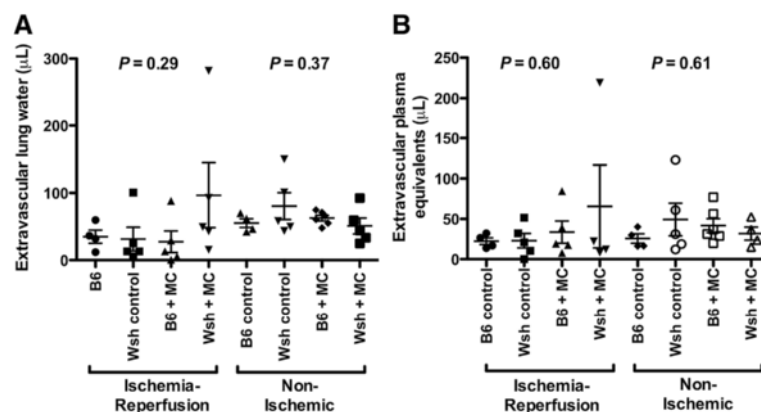 A
Extravascular lung water (µL)
300
200
100
0
P = 0.29
P = 0.37
B6
Wsh control
B6 + MC
Wsh + MC
B6 control
Wsh control
B6 + MC
Wsh + MC
Ischemia-
Reperfusion
Non-
Ischemic
B
Extravascular plasma
equivalents (µL)
250
200
150
100
50
0
P = 0.60
P = 0.61
B6 control
Wsh control
B6 + MC
Wsh + MC
B6 control
Wsh control
B6 + MC
Wsh + MC
Ischemia-
Reperfusion
Non-
Ischemic